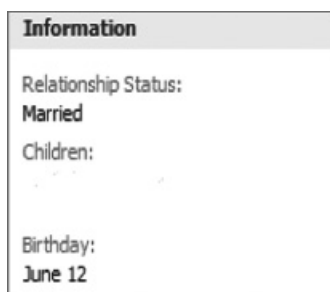 Information
Relationship Status:
Married
Children:
Birthday:
June 12